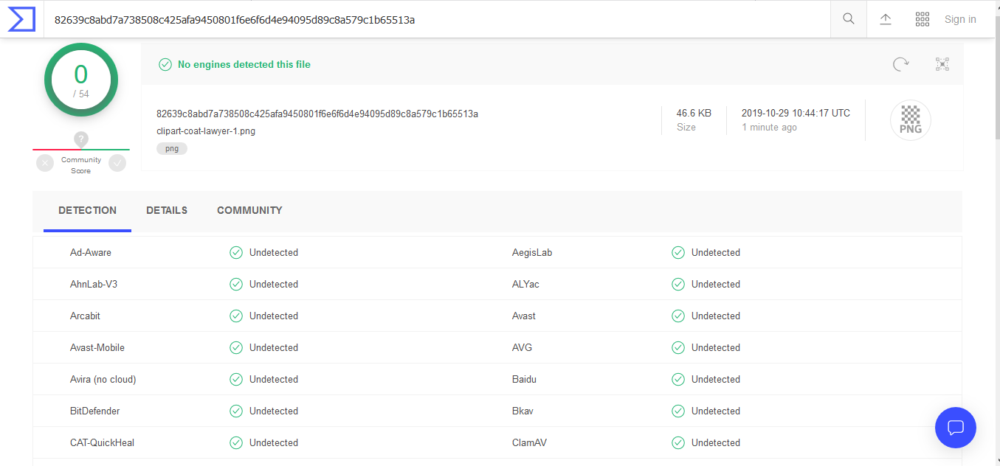 82639c8abd7a738508c425afa9450801f6e6f6d4e94095d89c8a579c1b65513a
Sign in
0
/ 54
?
Community
Score
No engines detected this file
82639c8abd7a738508c425afa9450801f6e6f6d4e94095d89c8a579c1b65513a
clipart-coat-lawyer-1.png
png
46.6 KB
Size
2019-10-29 10:44:17 UTC
1 minute ago
PNG
DETECTION DETAILS COMMUNITY
Ad-Aware Undetected AegisLab Undetected
AhnLab-V3 Undetected ALYac Undetected
Arcabit Undetected Avast Undetected
Avast-Mobile Undetected AVG Undetected
Avira (no cloud) Undetected Baidu Undetected
BitDefender Undetected Bkav Undetected
CAT-QuickHeal Undetected ClamAV Undetected